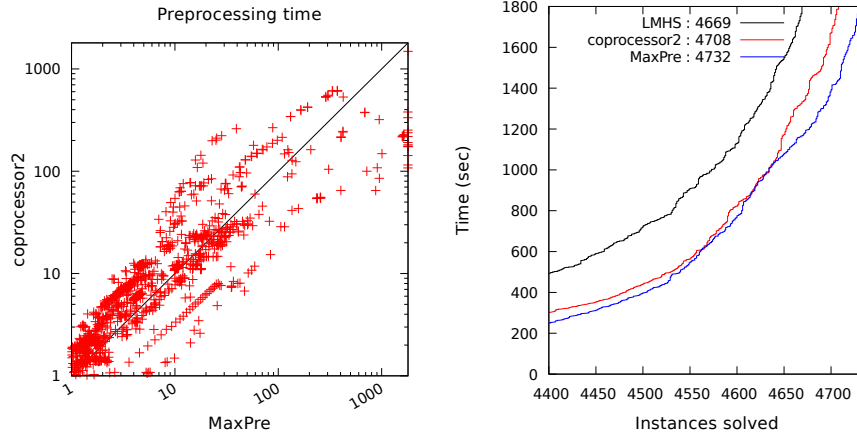 Preprocessing time
coprocessor2
1000
100
10
1
1
10
100
1000
MaxPre
Time (sec)
1800
1600
1400
1200
1000
800
600
400
200
0
LMHS : 4669
coprocessor2 : 4708
MaxPre : 4732
4400 4450 4500 4550 4600 4650 4700
Instances solved